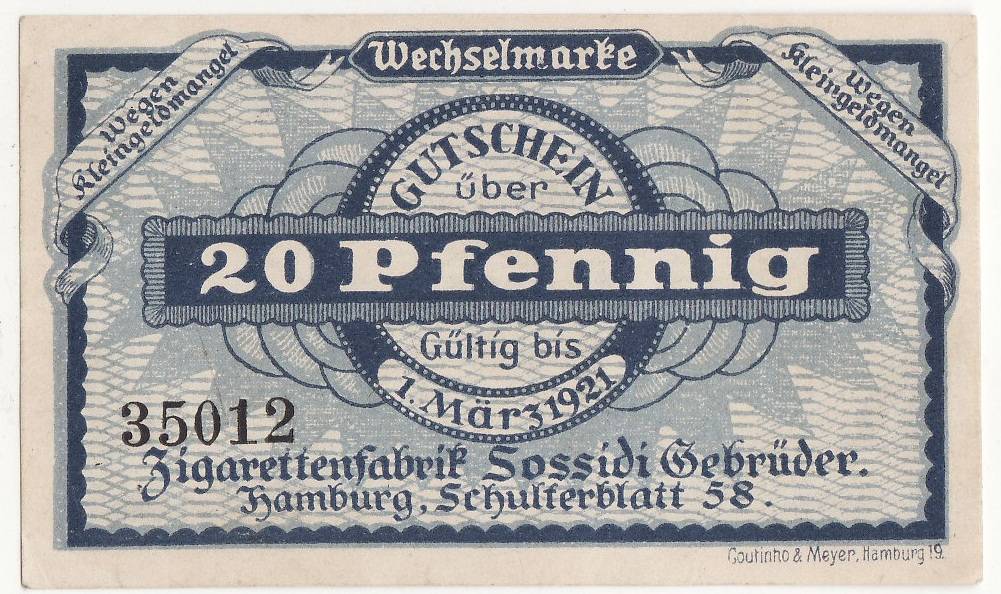 Wechselmarke
wegen
Kleingeldmangel
wegen
Kleingeldmangel
GUTSCHEIN
über
20 Pfennig
Gültig bis
1. März 1921
35012
Zigarettenfabrik Sossidi Gebrüder.
Hamburg, Schulterblatt 58.
Coutinho & Meyer, Hamburg 19.